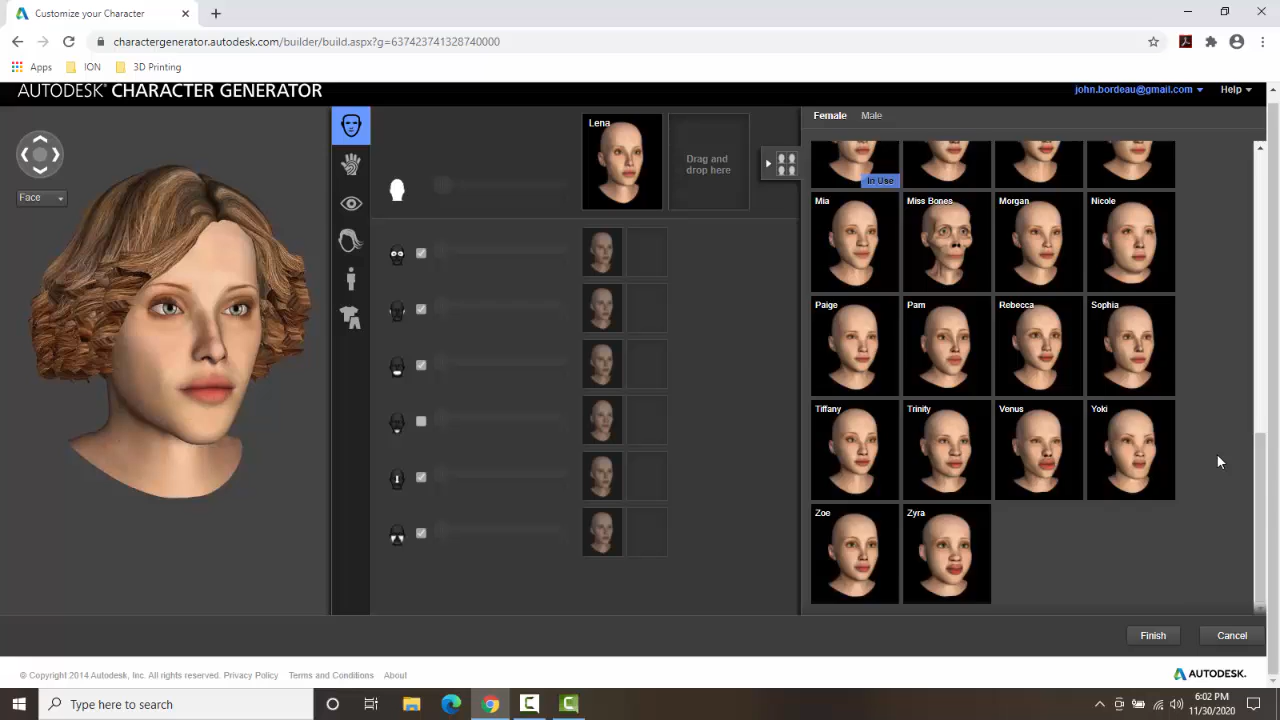 Customize your Character
charactergenerator.autodesk.com/builder/build.aspx?g=637423741328740000
Apps ION 3D Printing
AUTODESK® CHARACTER GENERATOR
john.bordeau@gmail.com Help
Female Male
Face
Lena
Drag and
drop here
In Use
Mia Miss Bones Morgan Nicole
Paige Pam Rebecca Sophia
Tiffany Trinity Venus Yoki
Zoe Zyra
Finish Cancel
© Copyright 2014 Autodesk, Inc. All rights reserved. Privacy Policy Terms and Conditions About
AUTODESK.
Type here to search
6:02 PM
11/30/2020